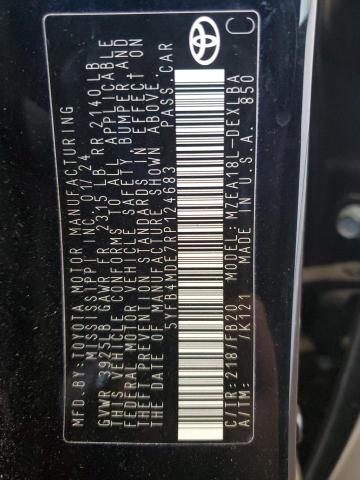 MFD.BY:TOYOTA MOTOR MANUFACTURING
MISSISSIPPI INC. 01/24
GVWR 3925LB GAWR FR 2315 LB RR 2140LB
THIS VEHICLE CONFORMS TO ALL APPLICABLE
FEDERAL MOTOR VEHICLE SAFETY, BUMPER AND
THEFT PREVENTION STANDARDS IN EFFECT ON
THE DATE OF MANUFACTURE SHOWN ABOVE.
5YFB4MDE7RP124683 PASS.CAR
C/TR:218 /FB20 MODEL: MZEA18L-DEXLBA
A/TM: /K121 U.S.A. 850
TOYOTA
C